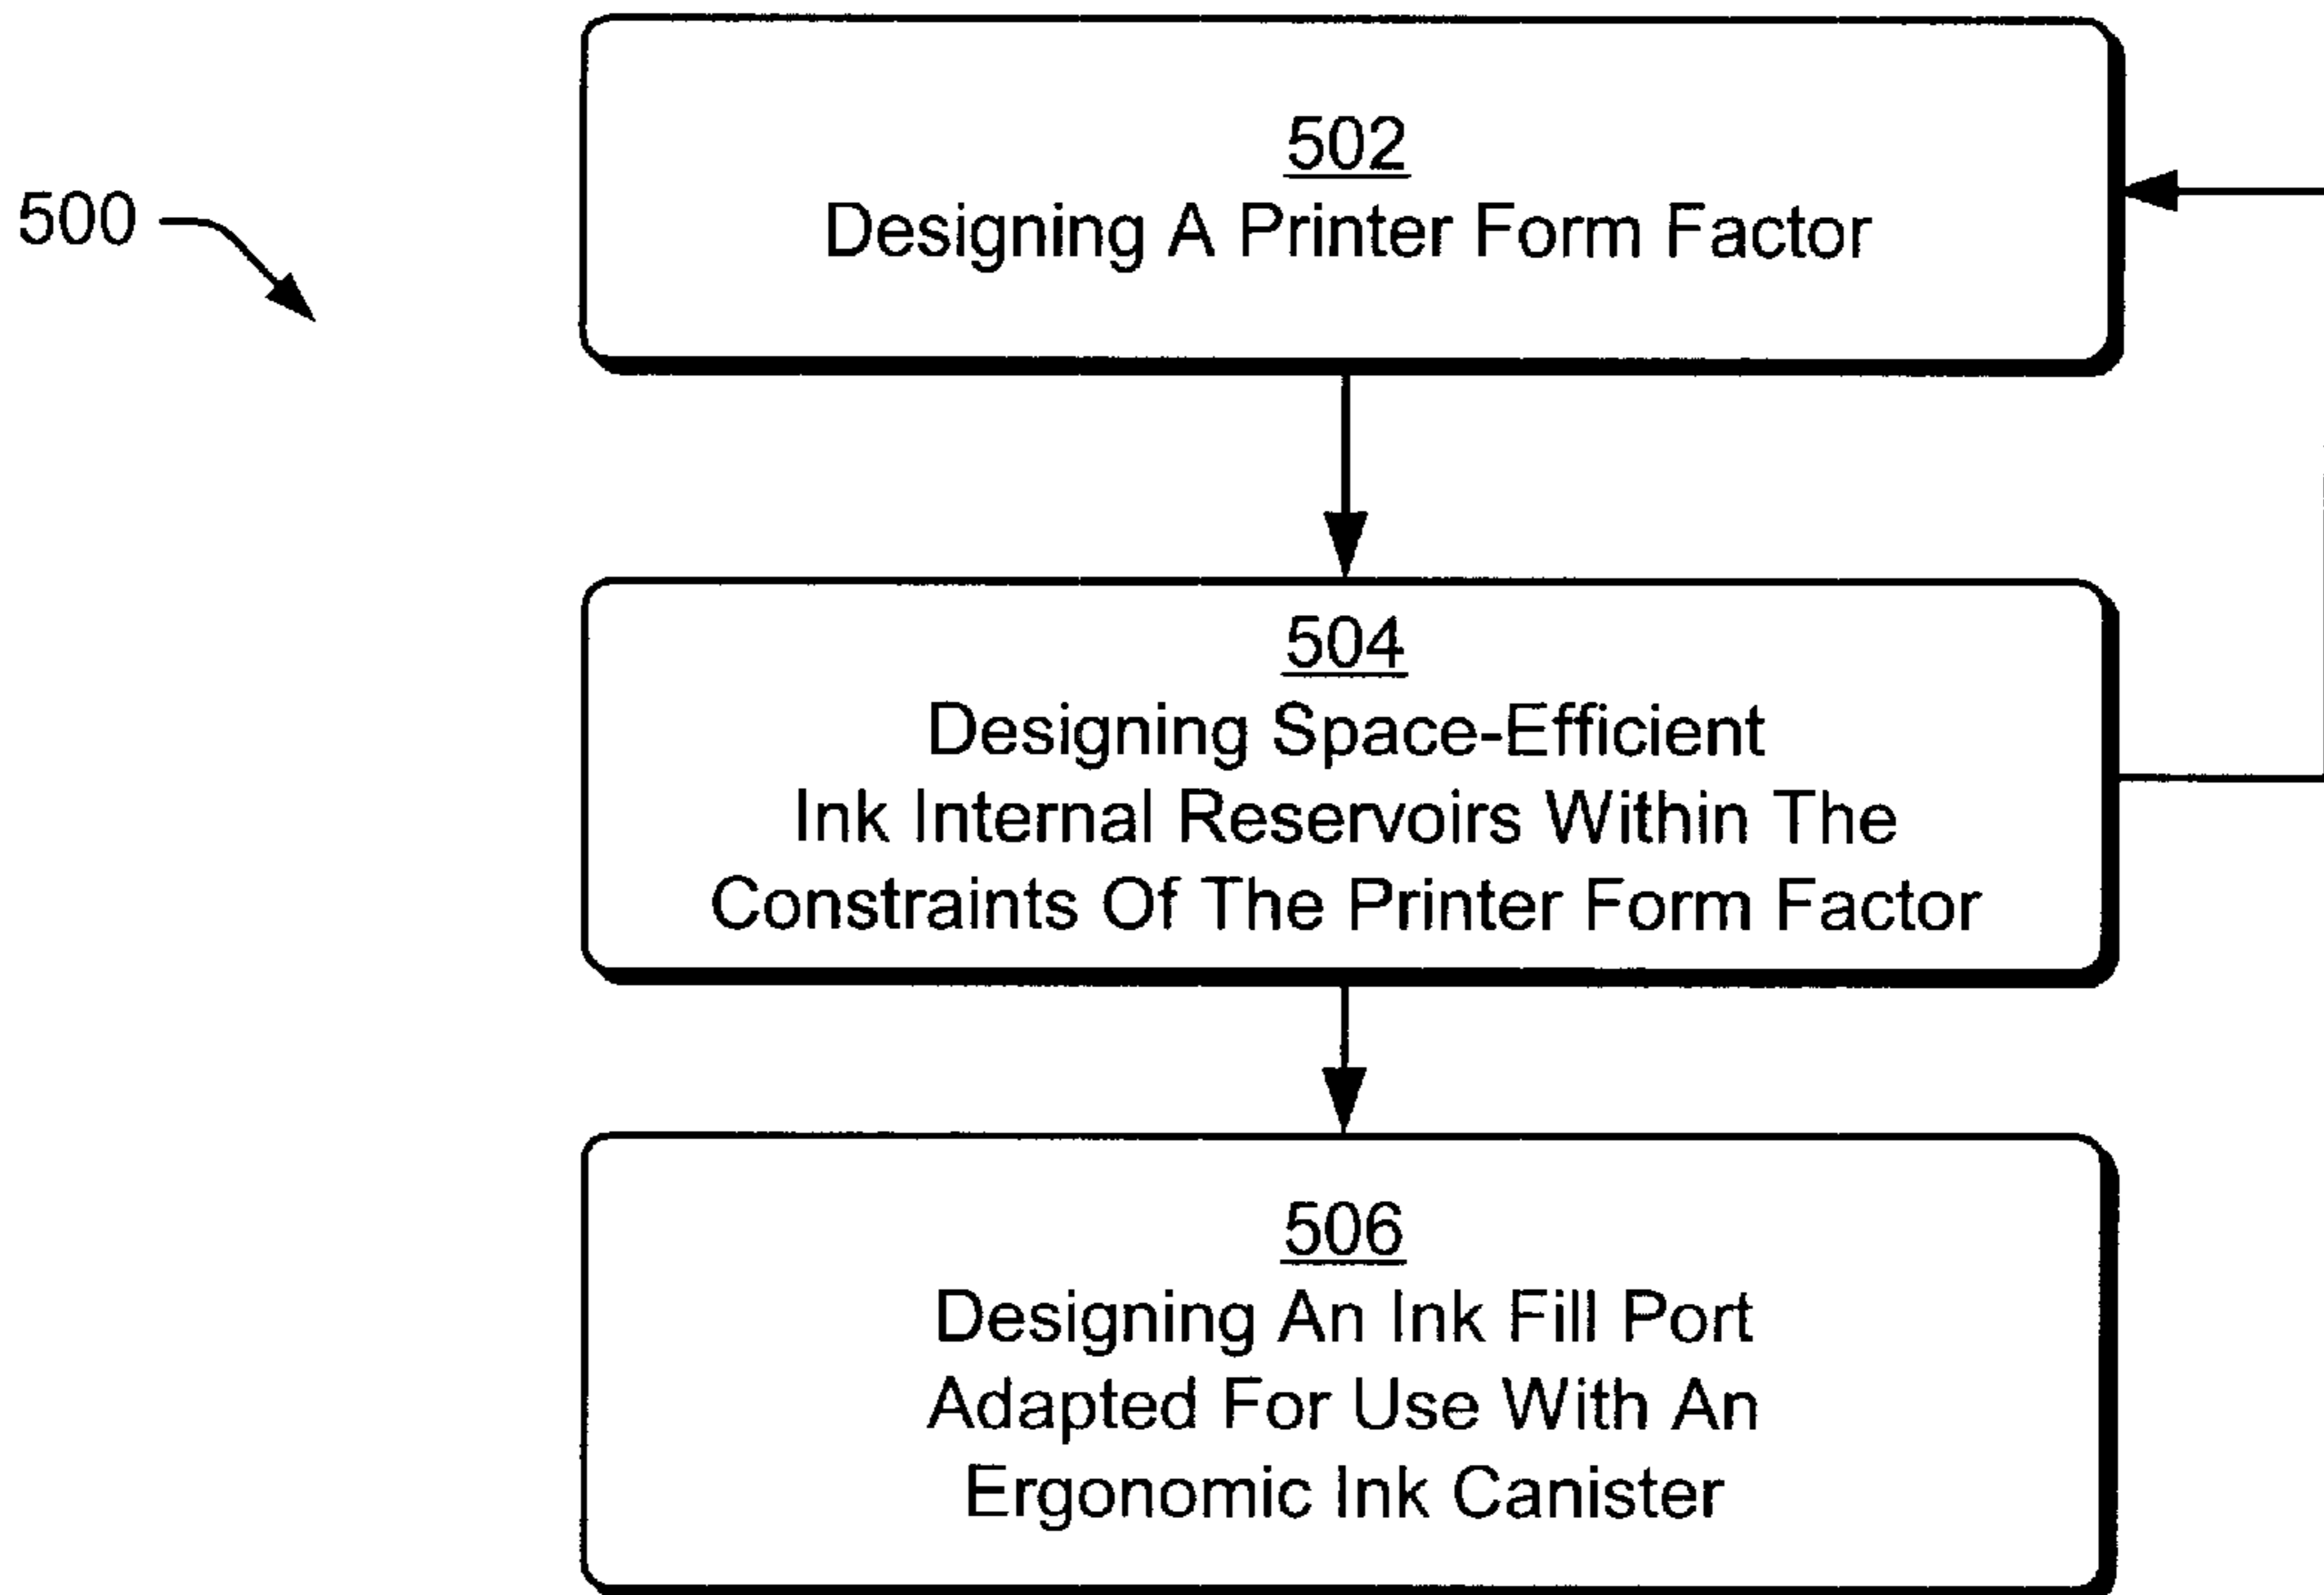 500
502
Designing A Printer Form Factor
504
Designing Space-Efficient
Ink Internal Reservoirs Within The
Constraints Of The Printer Form Factor
506
Designing An Ink Fill Port
Adapted For Use With An
Ergonomic Ink Canister